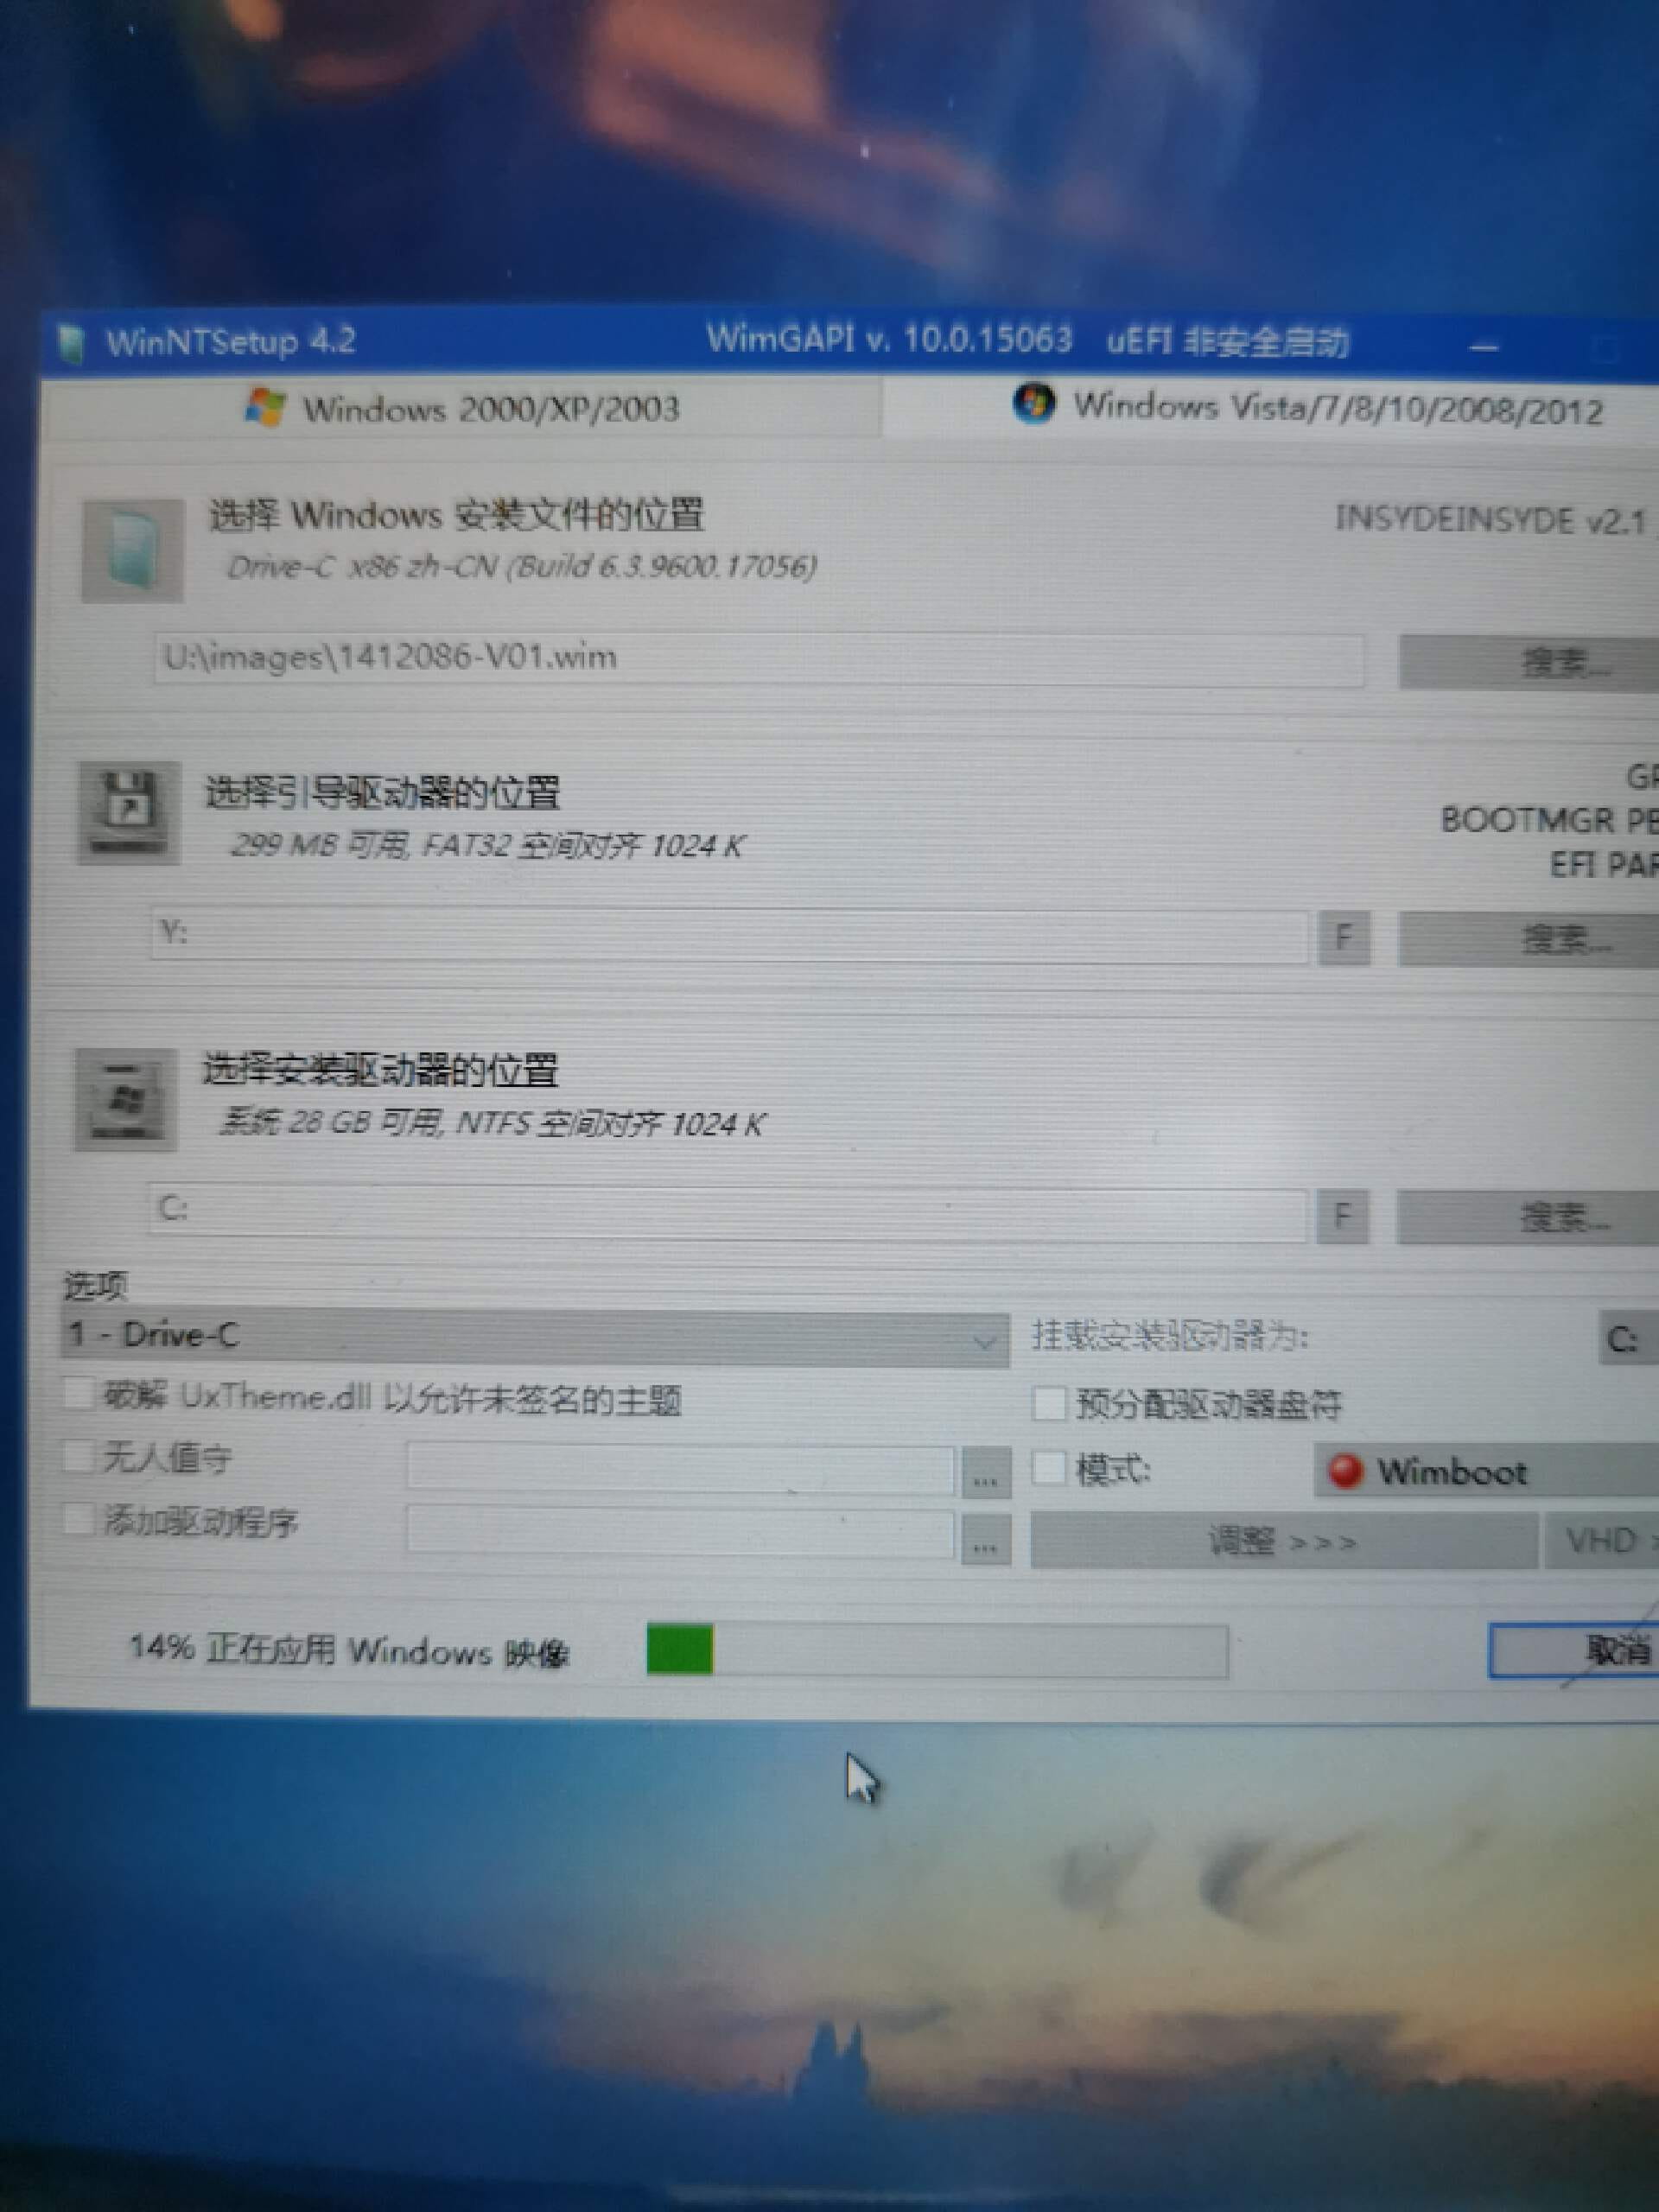 WinNTSetup 4.2 WimGAPI v. 10.0.15063 uEFI 非安全启动
Windows 2000/XP/2003 Windows Vista/7/8/10/2008/2012
选择 Windows 安装文件的位置 INSYDEINSYDE v2.1
Drive-C x86 zh-CN (Build 6.3.9600.17056)
U:\images\1412086-V01.wim 搜索...
选择引导驱动器的位置
299 MB 可用, FAT32 空间对齐 1024 K BOOTMGR
EFI
Y: F 搜索...
选择安装驱动器的位置
系统 28 GB 可用, NTFS 空间对齐 1024 K
C: F 搜索...
选项
1 - Drive-C 挂载安装驱动器为: C:
破解 UxTheme.dll 以允许未签名的主题 预分配驱动器盘符
无人值守 ... 模式: Wimboot
添加驱动程序 ... 调整 >>> VHD
14% 正在应用 Windows 映像 取消